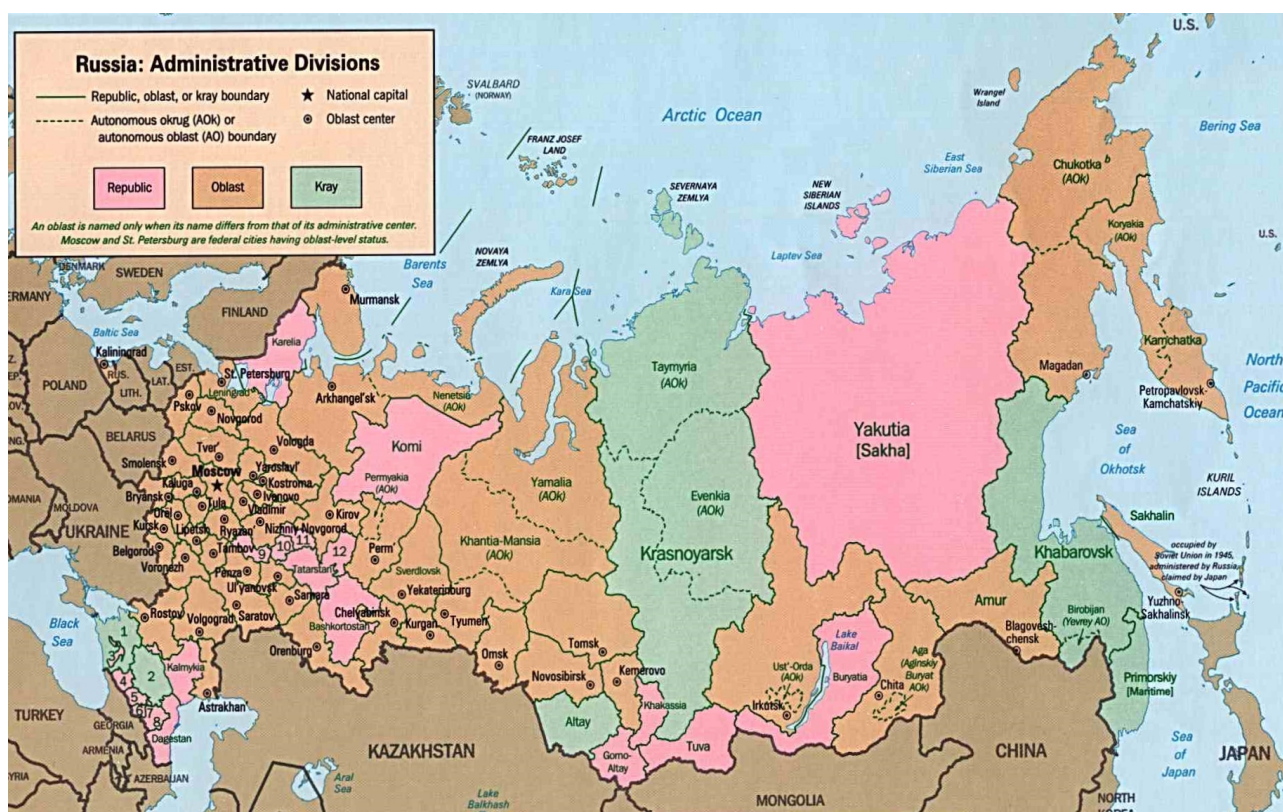 Russia: Administrative Divisions
Republic, oblast, or kray boundary
Autonomous okrug (AOk) or
autonomous oblast (AO) boundary
National capital
Oblast center
Republic
Oblast
Kray
An oblast is named only when its name differs from that of its administrative center.
Moscow and St. Petersburg are federal cities having oblast-level status.
U.S.
SVALBARD
(NORWAY)
Arctic Ocean
Wrangel
Island
Bering Sea
FRANZ JOSEF
LAND
East
Siberian Sea
Chukotka b
(AOk)
SEVERNAYA
ZEMLYA
NEW
SIBERIAN
ISLANDS
Koryakia
(AOk)
U.S.
NOVAYA
ZEMLYA
Laptev Sea
Barents
Sea
Kara Sea
DENMARK
SWEDEN
GERMANY
FINLAND
Murmansk
Baltic Sea
Karelia
Kaliningrad
RUS.
LAT.
EST.
LITH.
POLAND
St. Petersburg
Leningrad
Taymyria
(AOk)
Magadan
Kamchatka
Petropavlovsk-
Kamchatskiy
North
Pacific
Ocean
Pskov
Novgorod
Arkhangel'sk
Nenetsia
(AOk)
BELARUS
Tver'
Vologda
Komi
Yakutia
[Sakha]
Sea
of
Okhotsk
Smolensk
Moscow
Yaroslavl'
Kostroma
Permyakia
(AOk)
Yamalia
(AOk)
Evenkia
(AOk)
KURIL
ISLANDS
Kaluga
Ivanovo
Bryansk
Tula
Vladimir
MOLDOVA
UKRAINE
Orel
Kirov
Sakhalin
Kursk
Lipetsk
Ryazan'
Nizhniy Novgorod
Khantia-Mansia
(AOk)
Krasnoyarsk
Khabarovsk
occupied by
Soviet Union in 1945,
administered by Russia,
claimed by Japan
9
10
11
12
Belgorod
Tambov
Perm'
Voronezh
Penza
Tatarstan
Sverdlovsk
Ul'yanovsk
Yekaterinburg
Amur
Birobijan
(Yevrey AO)
Yuzhno-
Sakhalinsk
Samara
Chelyabinsk
Rostov
Volgograd
Saratov
Bashkortostan
Kurgan
Tyumen'
Blagovesh-
chensk
Black
Sea
1
Orenburg
Omsk
Tomsk
Lake
Baikal
Aga
(Aginskiy
Buryat
AOk)
Kalmykia
Novosibirsk
Kemerovo
Ust'-Orda
(AOk)
Buryatia
Chita
Primorskiy
[Maritime]
2
4
5
6
7
8
Astrakhan'
Khakassia
Irkutsk
Altay
TURKEY
GEORGIA
Dagestan
KAZAKHSTAN
Gorno-
Altay
Tuva
CHINA
Sea
of
Japan
JAPAN
ARMENIA
AZERBAIJAN
Aral
Sea
Lake
Balkhash
MONGOLIA
NORTH